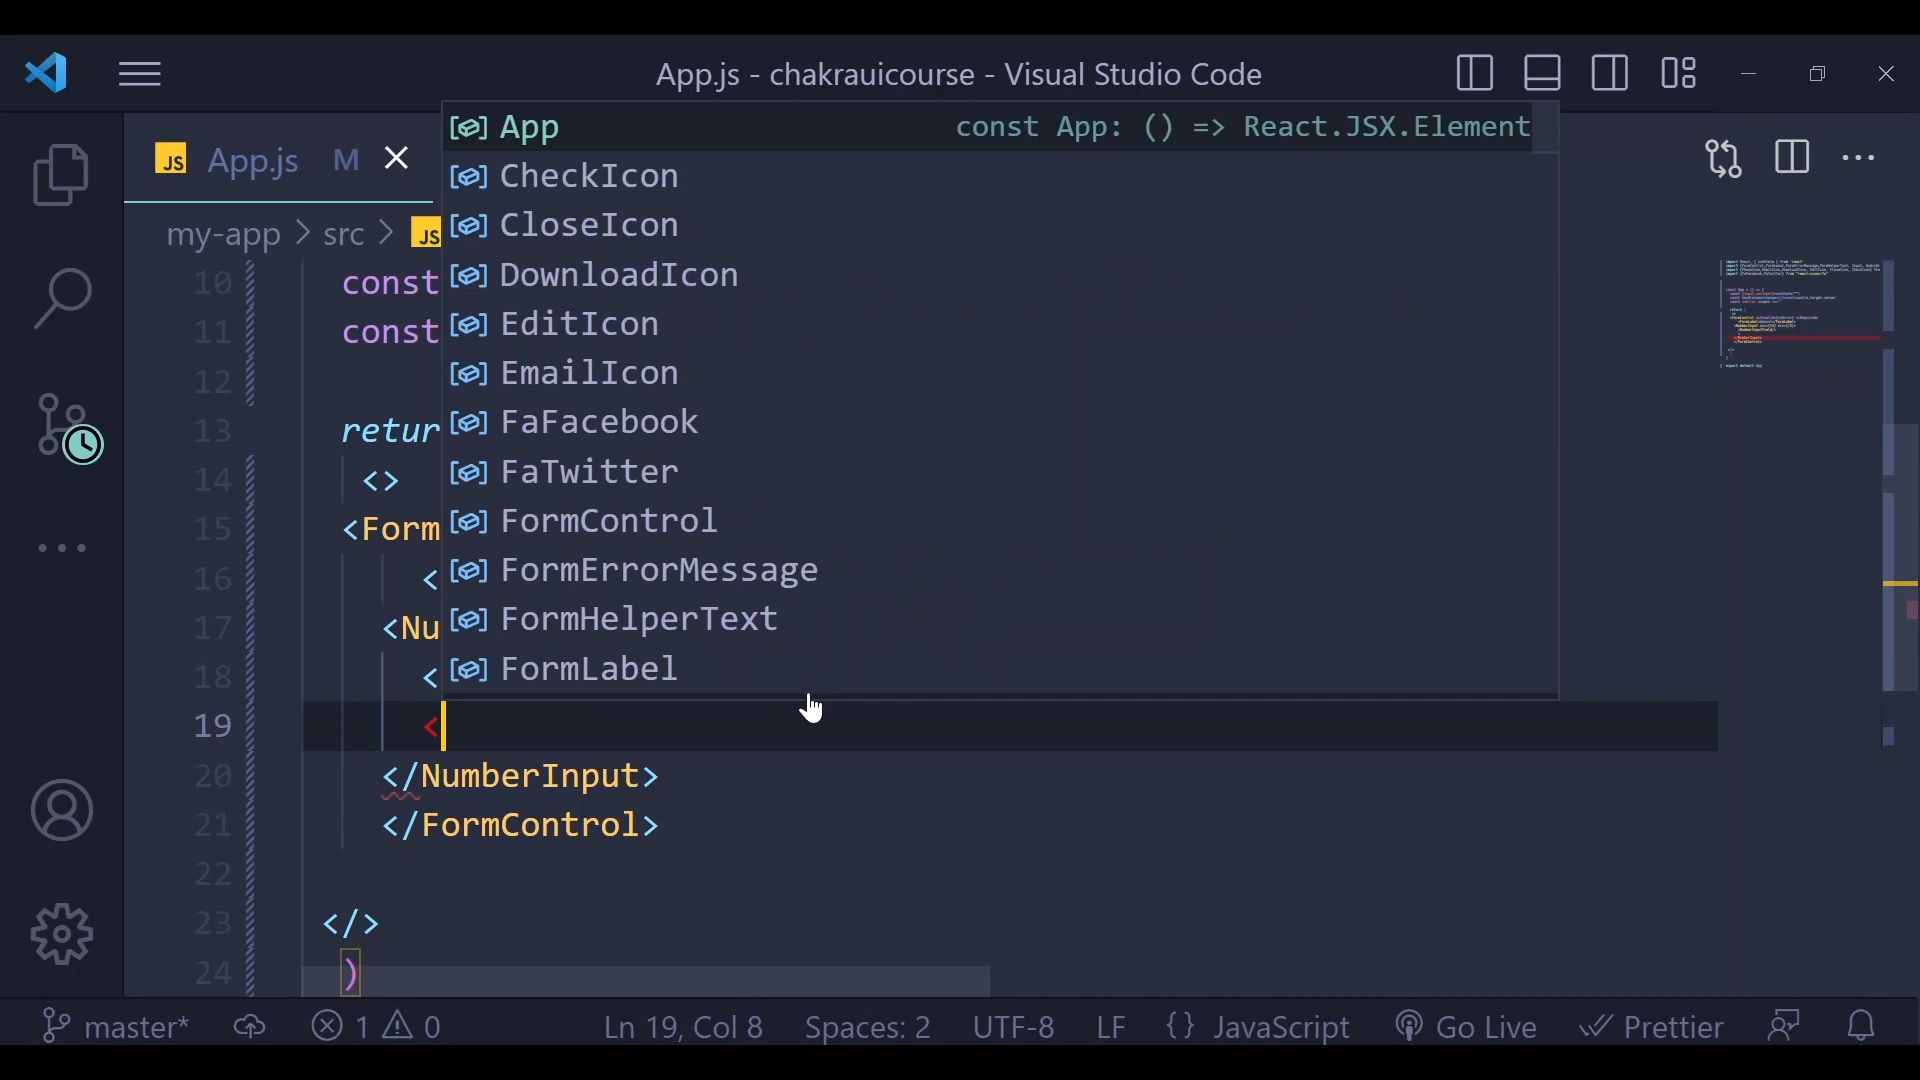 App.js - chakrauicourse - Visual Studio Code
App const App: () => React.JSX.Element
JS App.js M
CheckIcon
my-app > src > JS
CloseIcon
10 const
DownloadIcon
11 const
EditIcon
12
EmailIcon
13 retur
FaFacebook
14 <>
FaTwitter
15 <Form
FormControl
16 <
FormErrorMessage
17 <Nu
FormHelperText
18 <
FormLabel
19 <
20 </NumberInput>
21 </FormControl>
22
23 </>
24 )
master* 1 0 Ln 19, Col 8 Spaces: 2 UTF-8 LF {} JavaScript Go Live Prettier